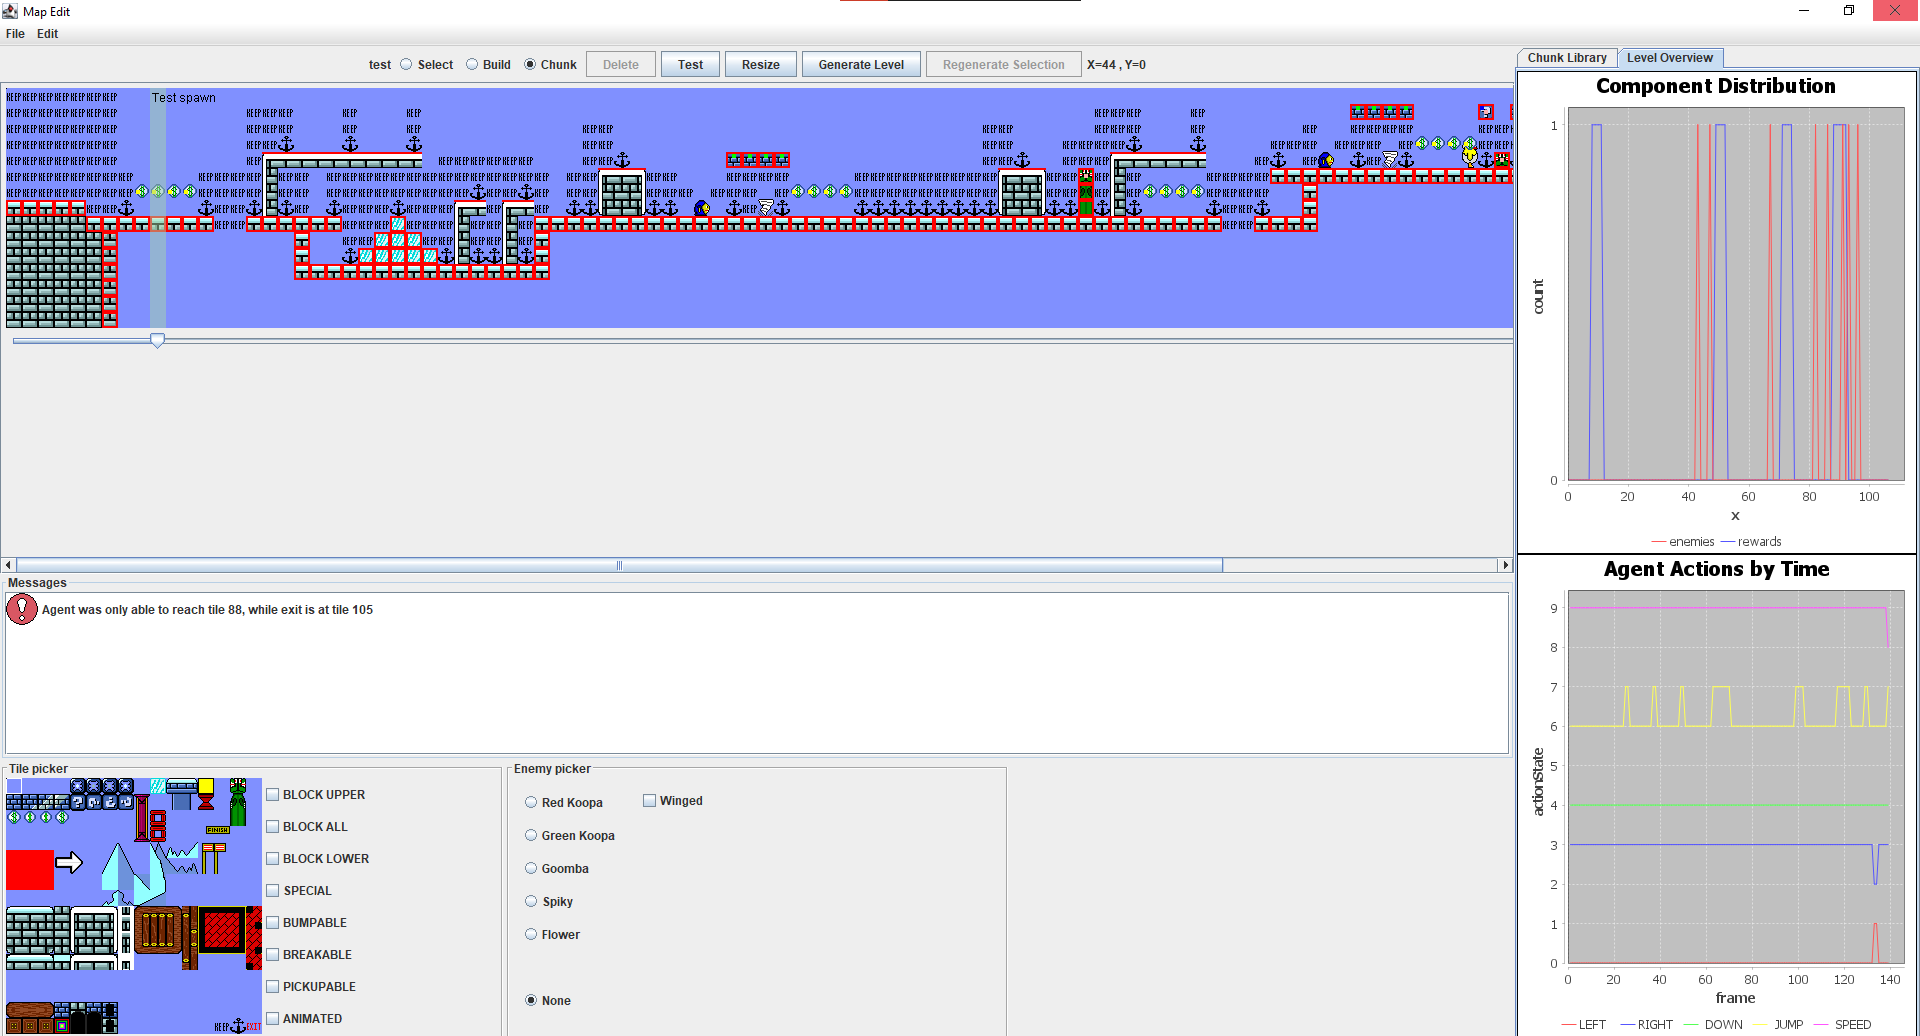 Map Edit
File Edit
test Select Build Chunk Delete Test Resize Generate Level Regenerate Selection X=44 , Y=0
Test spawn
KEEP
Messages
Agent was only able to reach tile 88, while exit is at tile 105
Tile picker
FINISH
KEEP EXIT
BLOCK UPPER
BLOCK ALL
BLOCK LOWER
SPECIAL
BUMPABLE
BREAKABLE
PICKUPABLE
ANIMATED
Enemy picker
Red Koopa Winged
Green Koopa
Goomba
Spiky
Flower
None
Chunk Library Level Overview
Component Distribution
1
count
0
0 20 40 60 80 100
x
enemies rewards
Agent Actions by Time
9
8
7
6
5
4
3
2
1
0
actionState
0 20 40 60 80 100 120 140
frame
LEFT RIGHT DOWN JUMP SPEED